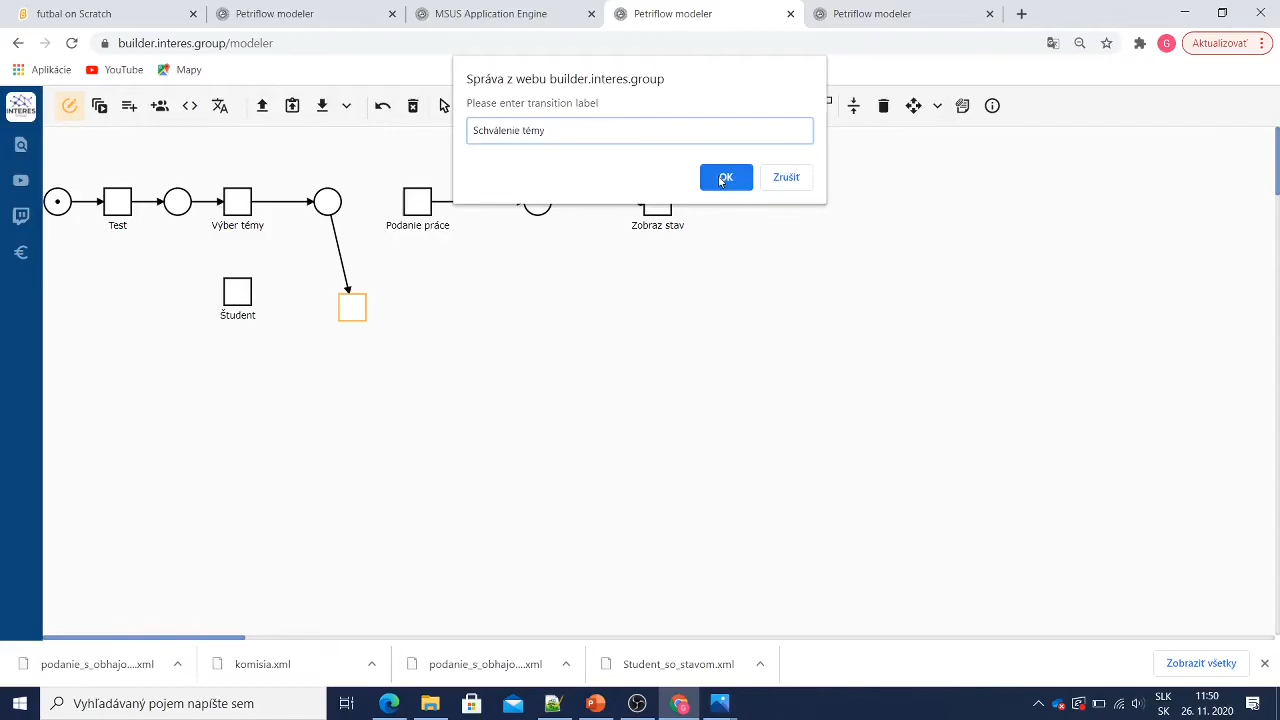 futbal on Scratch
Petriflow modeler
MSUS Application Engine
Petriflow modeler
Petriflow modeler
builder.interes.group/modeler
Aktualizovať
Aplikácie
YouTube
Mapy
G
INTERES
Správa z webu builder.interes.group
Please enter transition label
Schválenie témy
OK
Zrušiť
Test
Výber témy
Podanie práce
Zobraz stav
Študent
podanie_s_obhajo....xml
komisia.xml
podanie_s_obhajo....xml
Student_so_stavom.xml
Zobraziť všetky
Vyhľadávaný pojem napíšte sem
SLK
SK
11:50
26. 11. 2020